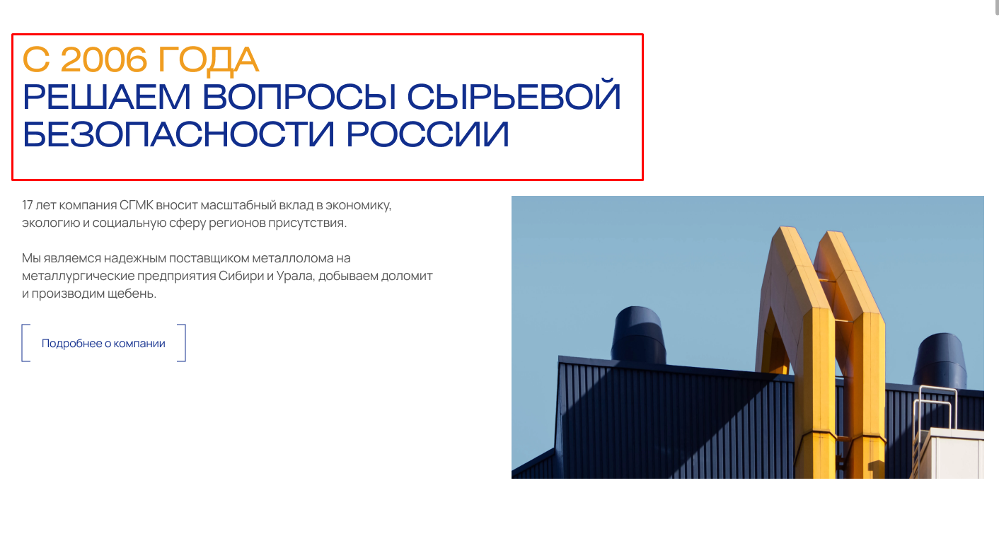 С 2006 ГОДА
РЕШАЕМ ВОПРОСЫ СЫРЬЕВОЙ
БЕЗОПАСНОСТИ РОССИИ
17 лет компания СГМК вносит масштабный вклад в экономику,
экологию и социальную сферу регионов присутствия.
Мы являемся надежным поставщиком металлолома на
металлургические предприятия Сибири и Урала, добываем доломит
и производим щебень.
Подробнее о компании